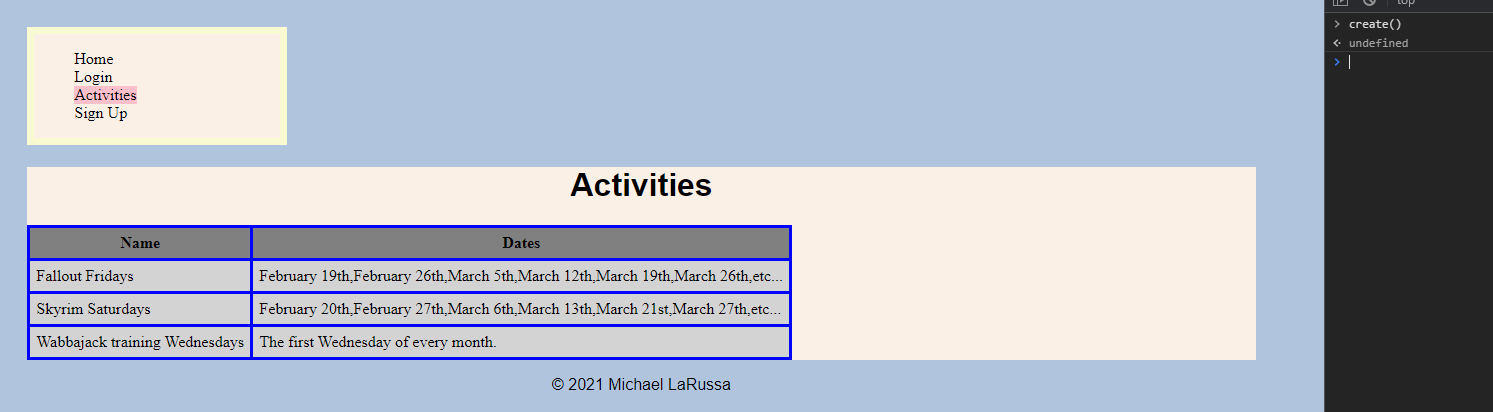 top
create()
undefined
Home
Login
Activities
Sign Up
Activities
Name Dates
Fallout Fridays February 19th,February 26th,March 5th,March 12th,March 19th,March 26th,etc...
Skyrim Saturdays February 20th,February 27th,March 6th,March 13th,March 21st,March 27th,etc...
Wabbajack training Wednesdays The first Wednesday of every month.
© 2021 Michael LaRussa